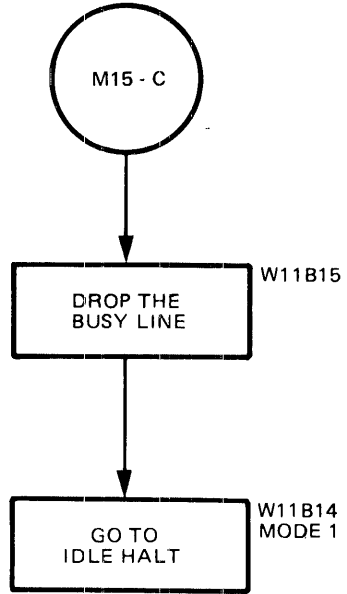 M15 - C
W11B15
DROP THE
BUSY LINE
W11B14
MODE 1
GO TO
IDLE HALT